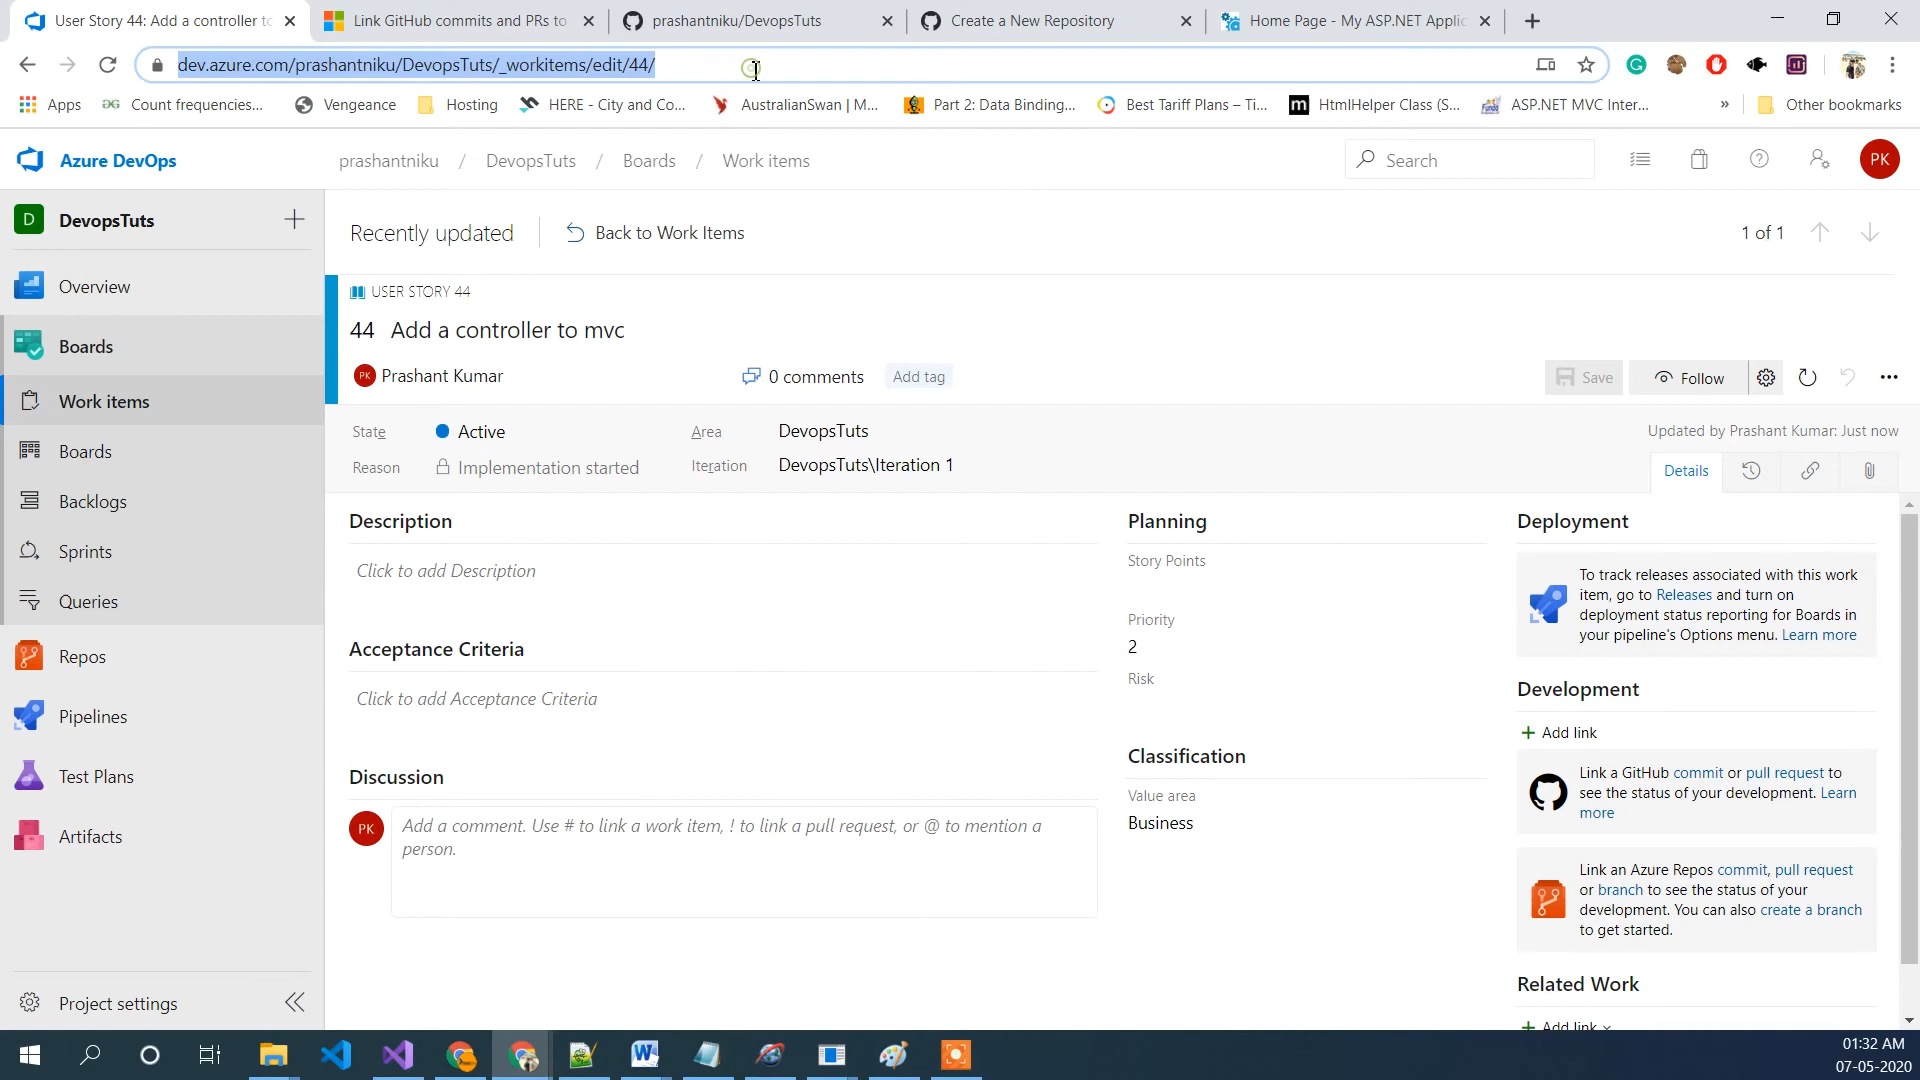 User Story 44: Add a controller to
Link GitHub commits and PRs to
prashantniku/DevopsTuts
Create a New Repository
Home Page - My ASP.NET Applic
dev.azure.com/prashantniku/DevopsTuts/_workitems/edit/44/
Apps
Count frequencies...
Vengeance
Hosting
HERE - City and Co...
AustralianSwan | M...
Part 2: Data Binding...
Best Tariff Plans – Ti...
HtmlHelper Class (S...
ASP.NET MVC Inter...
»
Other bookmarks
Azure DevOps
prashantniku / DevopsTuts / Boards / Work items
Search
PK
D DevopsTuts
Overview
Boards
Work items
Boards
Backlogs
Sprints
Queries
Repos
Pipelines
Test Plans
Artifacts
Project settings
Recently updated
Back to Work Items
1 of 1
USER STORY 44
44 Add a controller to mvc
PK Prashant Kumar
0 comments
Add tag
Save
Follow
State Active
Reason Implementation started
Area DevopsTuts
Iteration DevopsTuts\Iteration 1
Updated by Prashant Kumar: Just now
Details
Description
Click to add Description
Acceptance Criteria
Click to add Acceptance Criteria
Discussion
PK
Add a comment. Use # to link a work item, ! to link a pull request, or @ to mention a
person.
Planning
Story Points
Priority
2
Risk
Classification
Value area
Business
Deployment
To track releases associated with this work
item, go to Releases and turn on
deployment status reporting for Boards in
your pipeline's Options menu. Learn more
Development
+ Add link
Link a GitHub commit or pull request to
see the status of your development. Learn
more
Link an Azure Repos commit, pull request
or branch to see the status of your
development. You can also create a branch
to get started.
Related Work
+ Add link
01:32 AM
07-05-2020